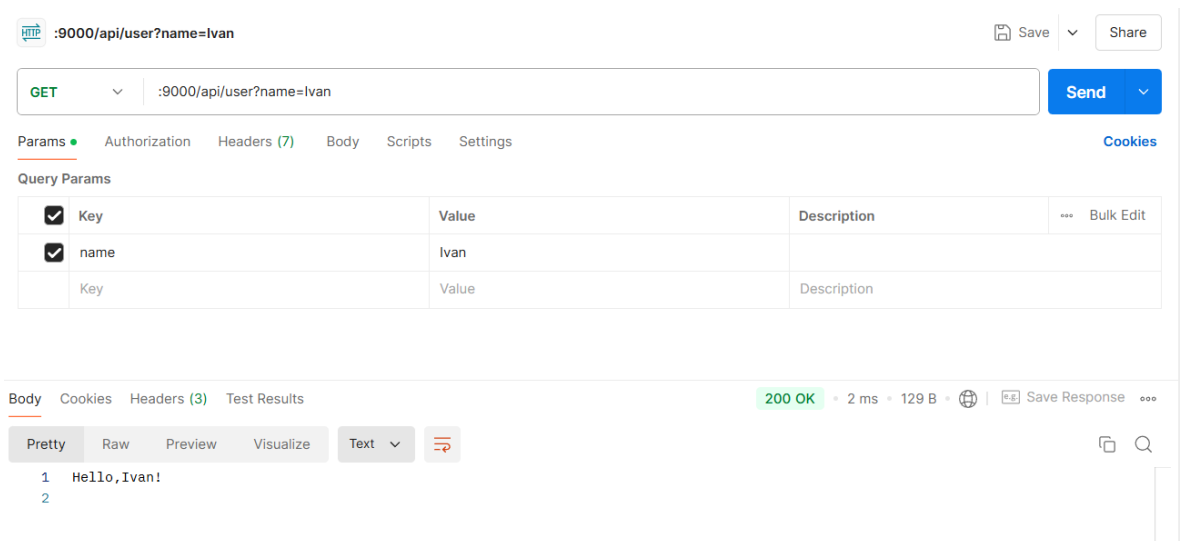 HTTP :9000/api/user?name=Ivan Save Share
GET :9000/api/user?name=Ivan Send
Params Authorization Headers (7) Body Scripts Settings Cookies
Query Params
Key Value Description ooo Bulk Edit
name Ivan
Key Value Description
Body Cookies Headers (3) Test Results 200 OK • 2 ms • 129 B • e.g. Save Response ooo
Pretty Raw Preview Visualize Text
1 Hello,Ivan!
2